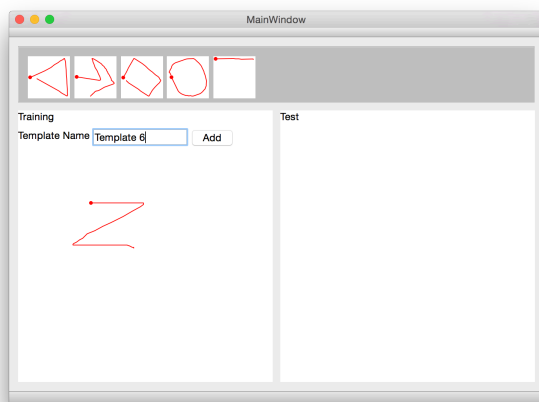 MainWindow
Training
Test
Template Name
Template 6
Add